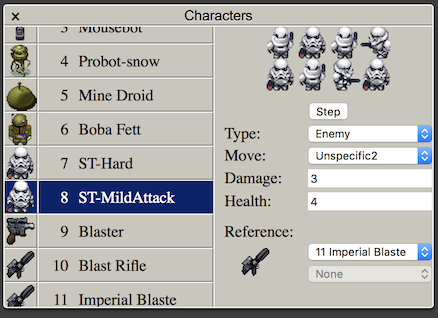 x
Characters
3 Mousebot
4 Probot-snow
5 Mine Droid
6 Boba Fett
7 ST-Hard
8 ST-MildAttack
9 Blaster
10 Blast Rifle
11 Imperial Blaste
Step
Type: Enemy
Move: Unspecific2
Damage: 3
Health: 4
Reference:
11 Imperial Blaste
None